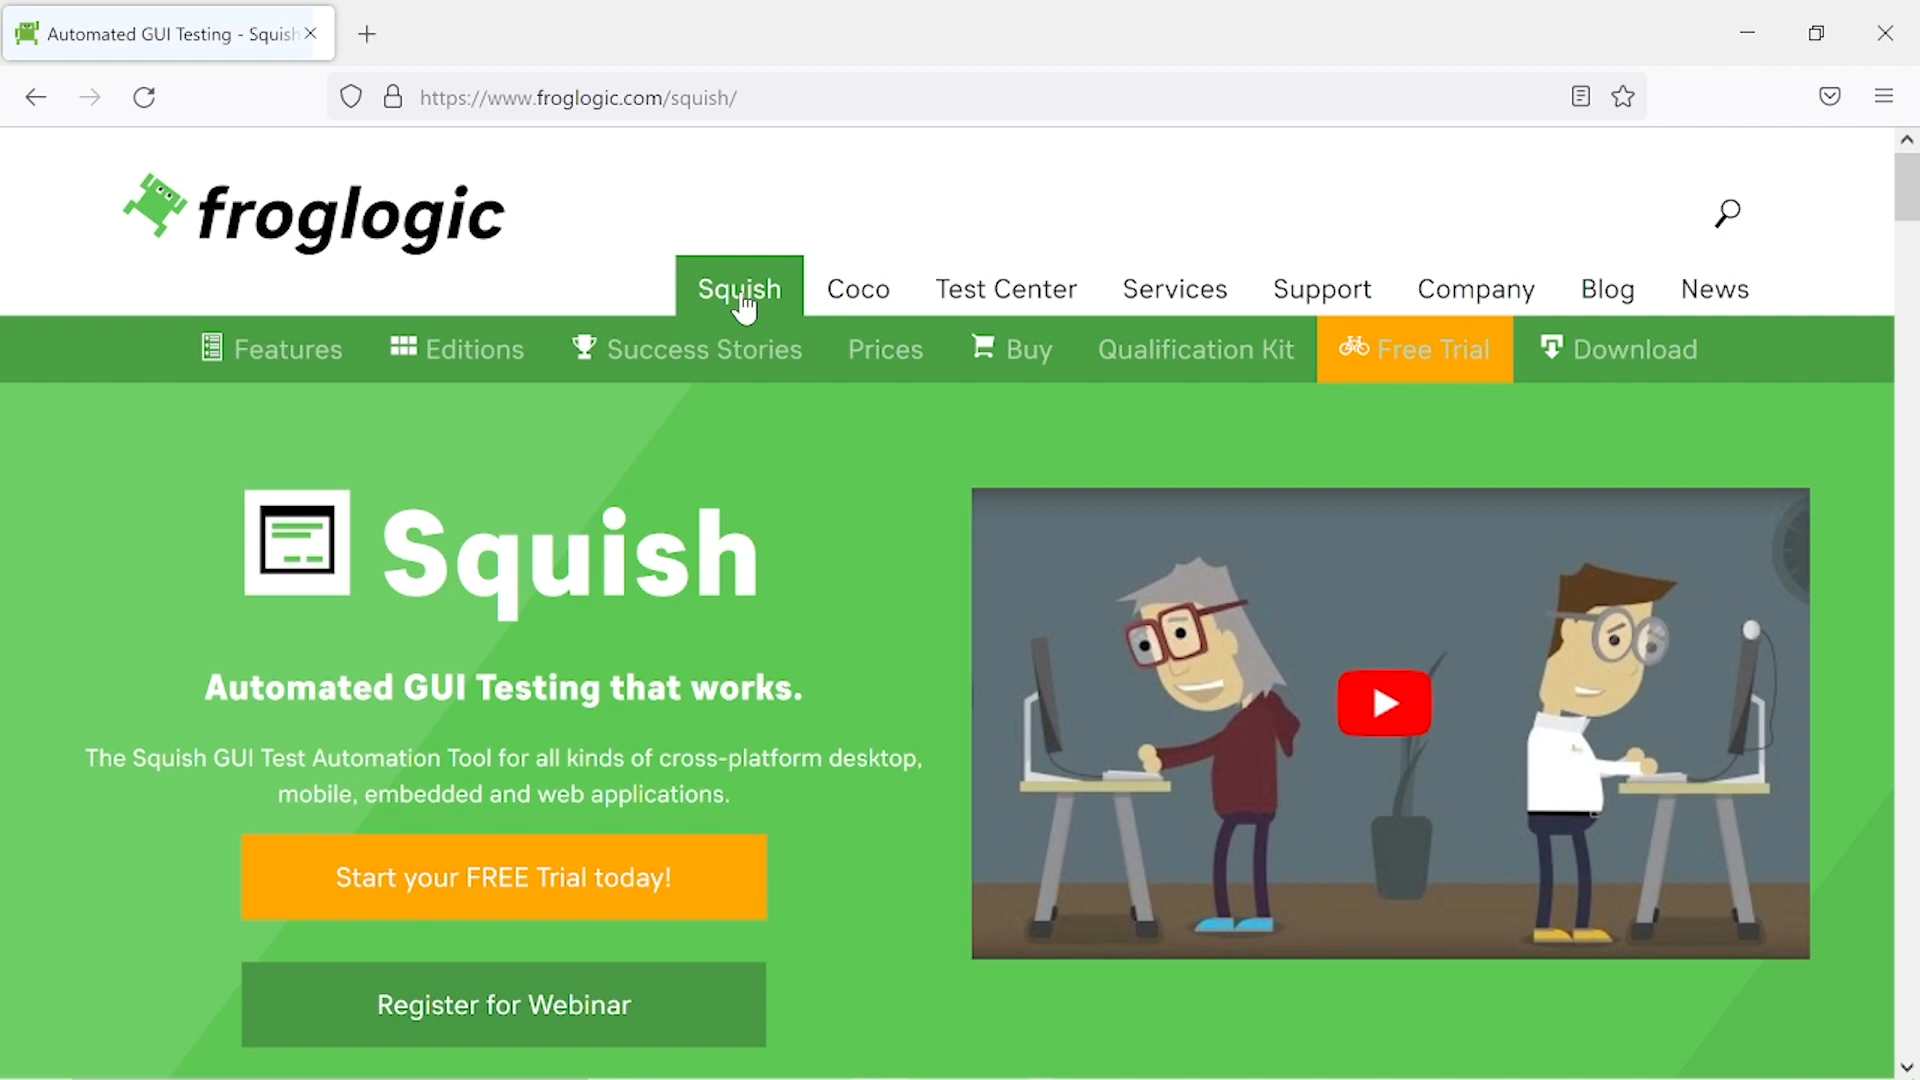 Automated GUI Testing - Squish
https://www.froglogic.com/squish/
froglogic
Squish Coco Test Center Services Support Company Blog News
Features Editions Success Stories Prices Buy Qualification Kit Free Trial Download
Squish
Automated GUI Testing that works.
The Squish GUI Test Automation Tool for all kinds of cross-platform desktop,
mobile, embedded and web applications.
Start your FREE Trial today!
Register for Webinar